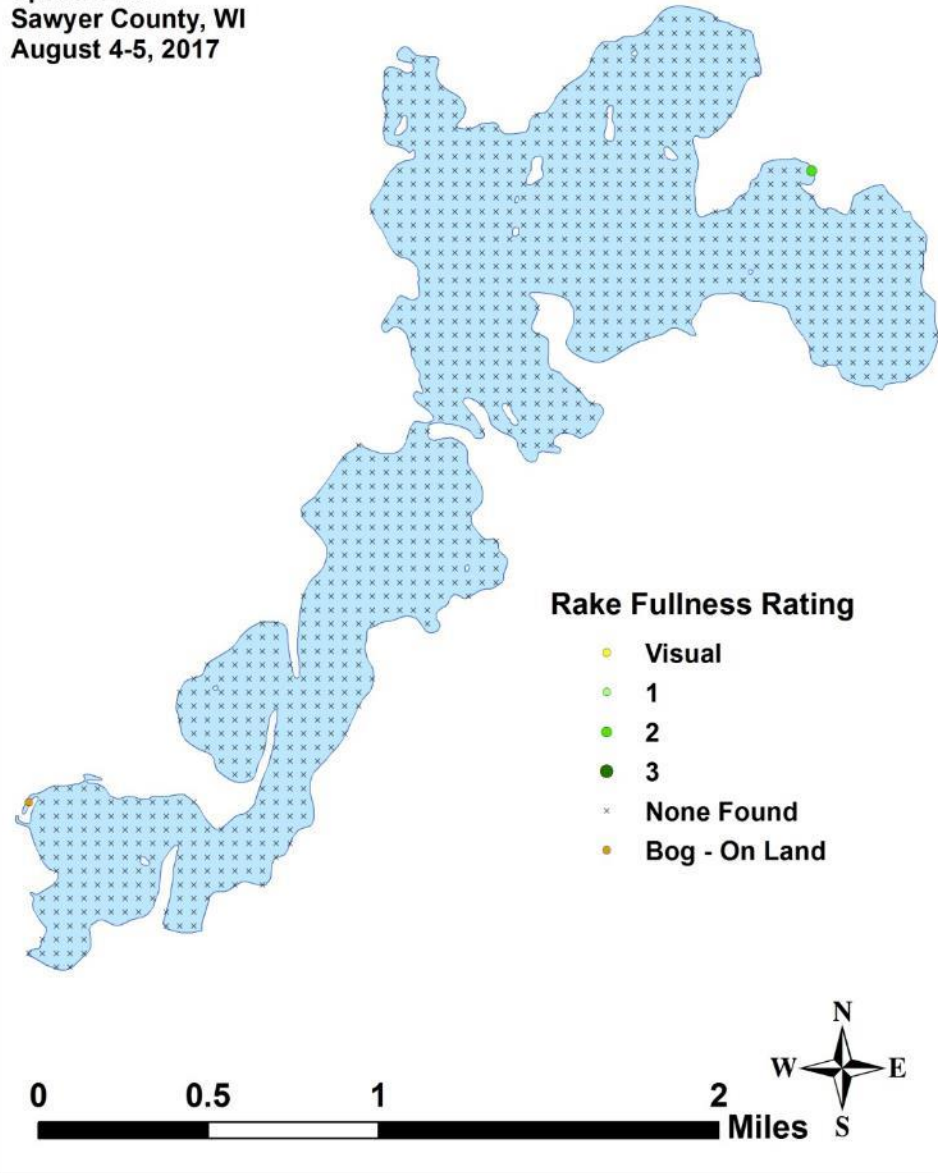 Sawyer County, WI
August 4-5, 2017
Rake Fullness Rating
Visual
1
2
3
None Found
Bog - On Land
N
W E
S
0 0.5 1 2
Miles